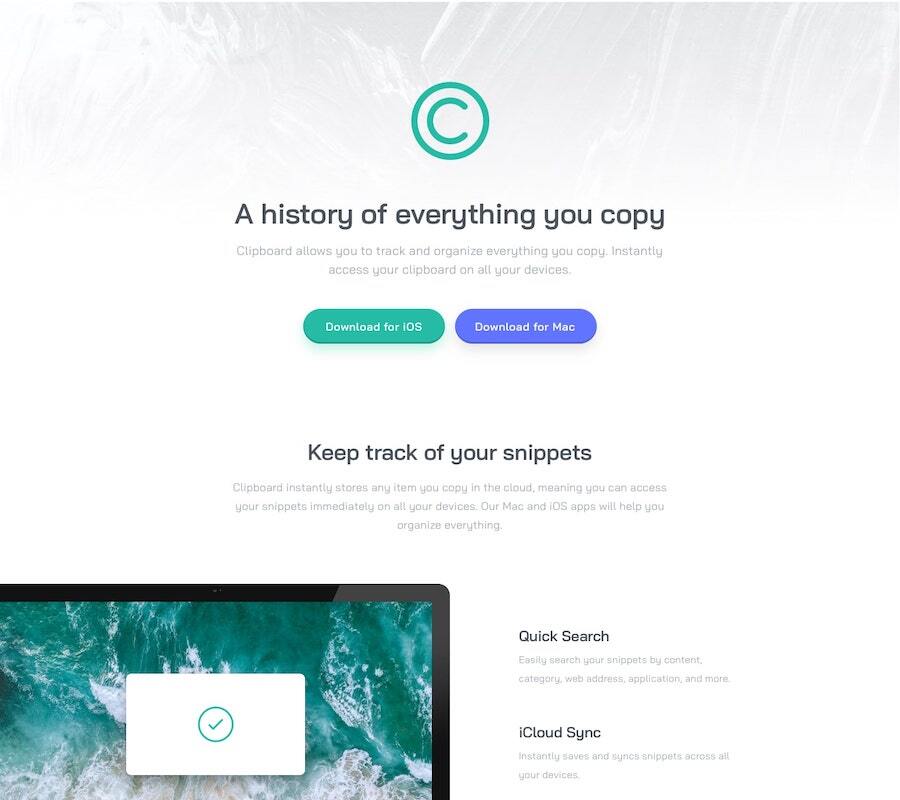 A history of everything you copy
Clipboard allows you to track and organize everything you copy. Instantly
access your clipboard on all your devices.
Download for iOS
Download for Mac
Keep track of your snippets
Clipboard instantly stores any item you copy in the cloud, meaning you can access
your snippets immediately on all your devices. Our Mac and iOS apps will help you
organize everything.
Quick Search
Easily search your snippets by content,
category, web address, application, and more.
iCloud Sync
Instantly saves and syncs snippets across all
your devices.